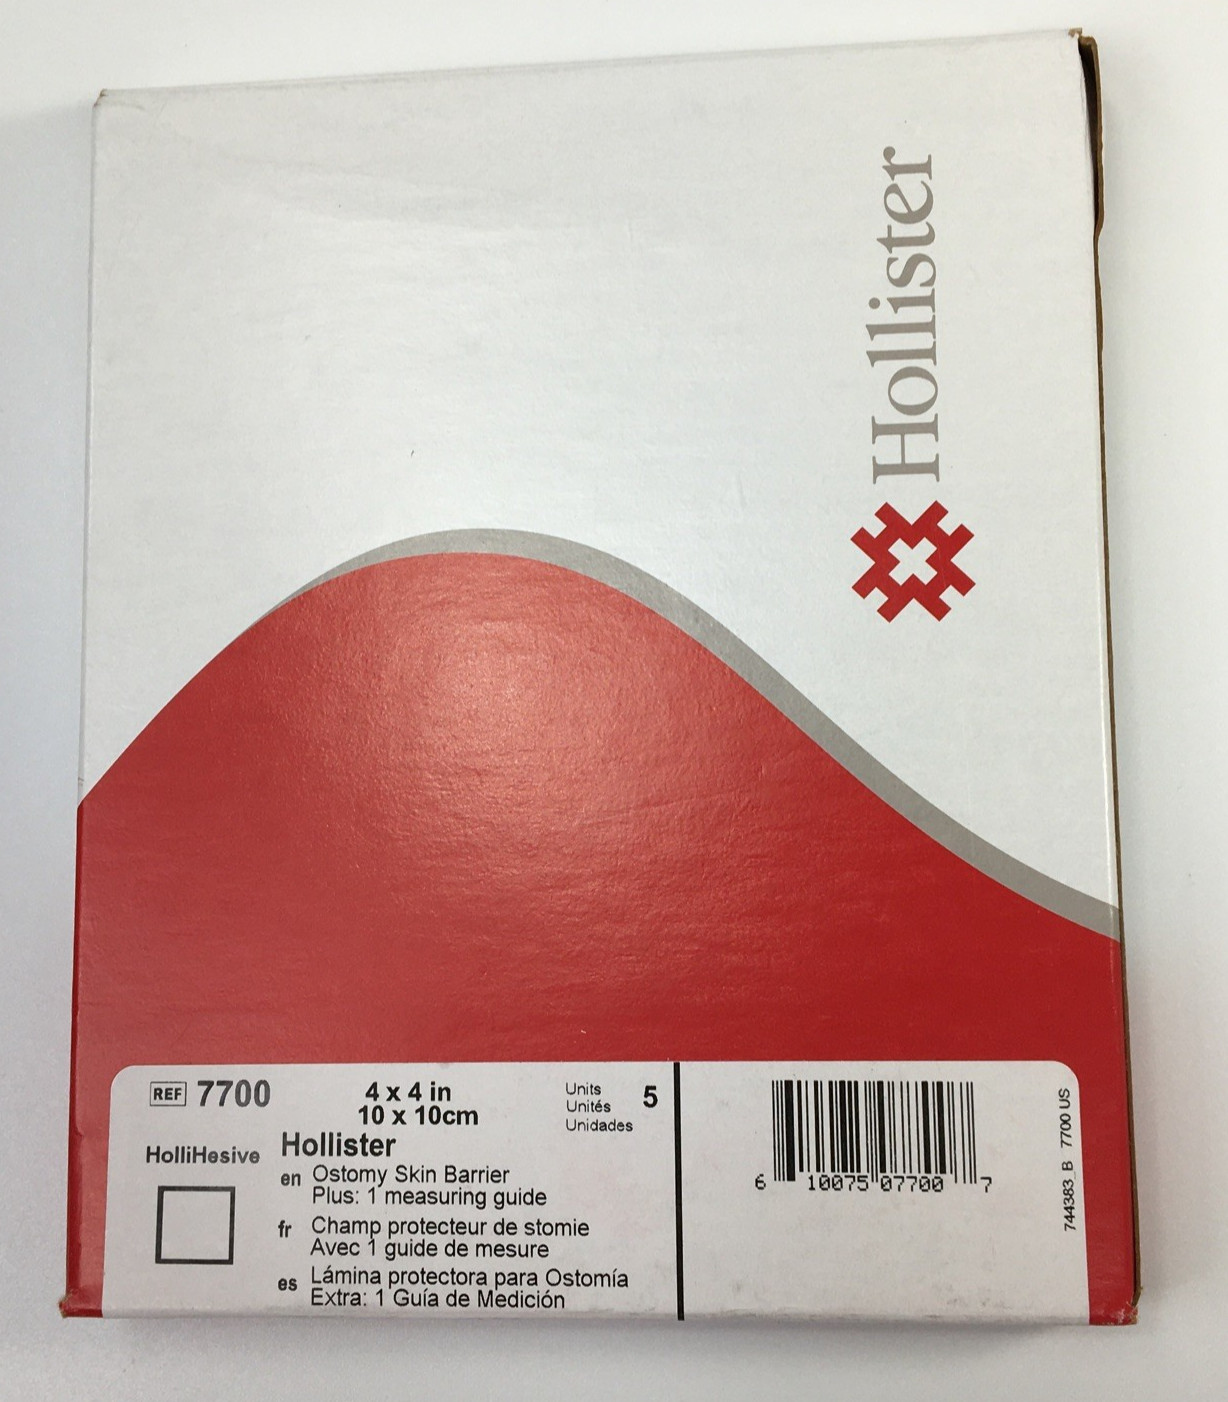 Hollister
REF 7700
4 x 4 in
10 x 10cm
Units
Unités
Unidades
5
HolliHesive
Hollister
en Ostomy Skin Barrier
Plus: 1 measuring guide
fr Champ protecteur de stomie
Avec 1 guide de mesure
es Lámina protectora para Ostomía
Extra: 1 Guía de Medición
6 10075 07700 7
744383_B 7700 US